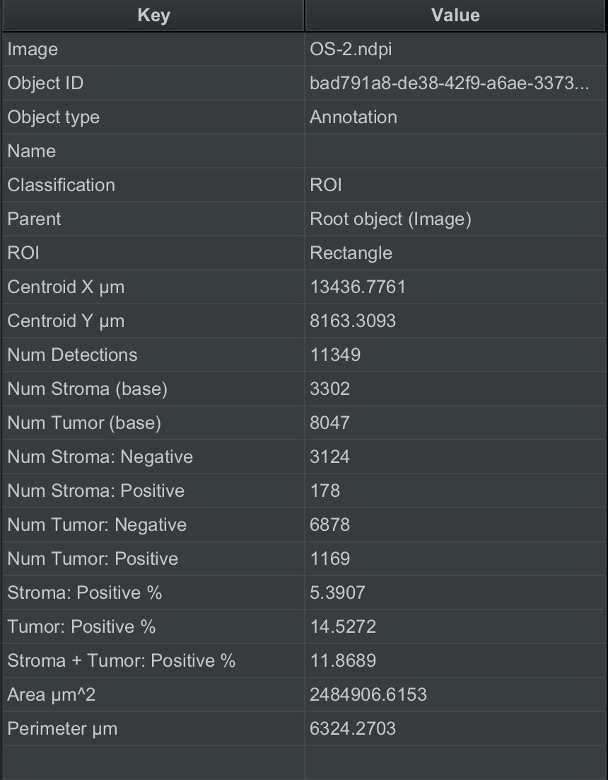 Key Value
Image OS-2.ndpi
Object ID bad791a8-de38-42f9-a6ae-3373...
Object type Annotation
Name
Classification ROI
Parent Root object (Image)
ROI Rectangle
Centroid X µm 13436.7761
Centroid Y µm 8163.3093
Num Detections 11349
Num Stroma (base) 3302
Num Tumor (base) 8047
Num Stroma: Negative 3124
Num Stroma: Positive 178
Num Tumor: Negative 6878
Num Tumor: Positive 1169
Stroma: Positive % 5.3907
Tumor: Positive % 14.5272
Stroma + Tumor: Positive % 11.8689
Area µm^2 2484906.6153
Perimeter µm 6324.2703